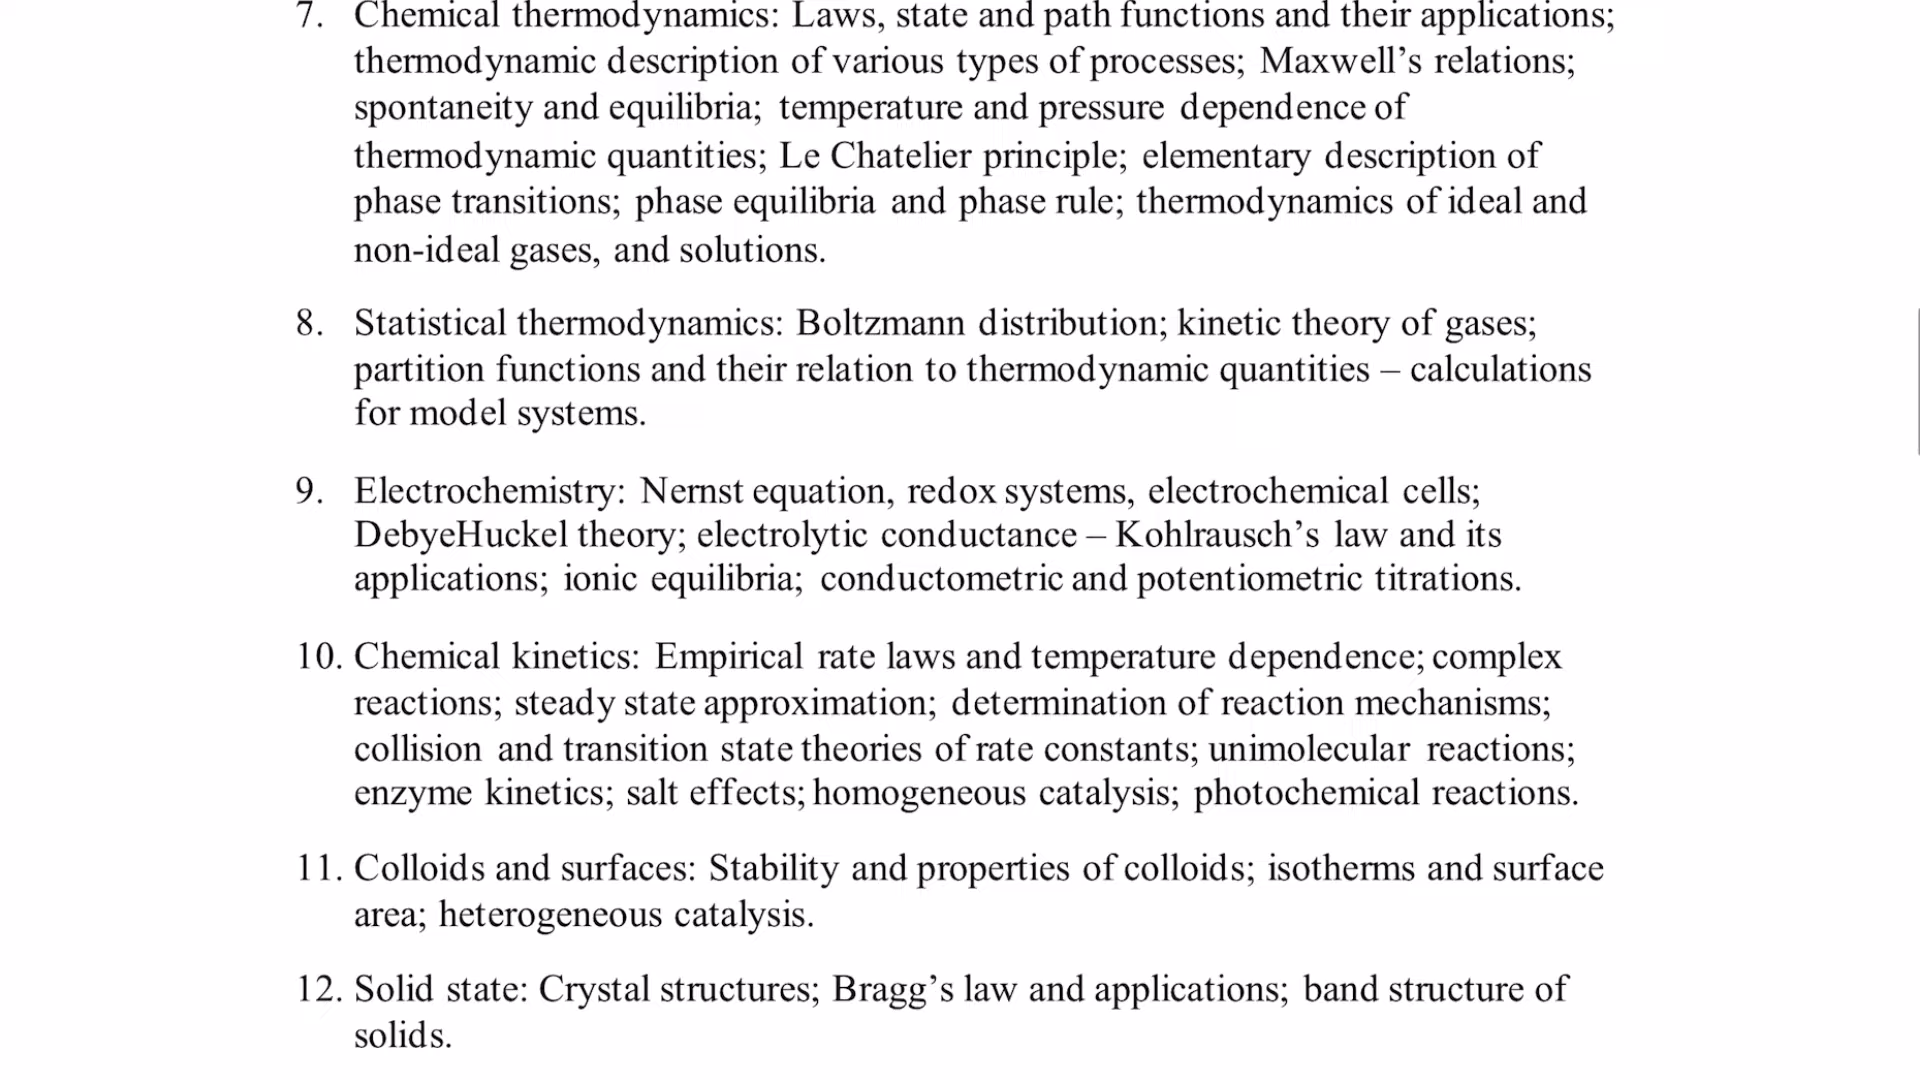 7. Chemical thermodynamics: Laws, state and path functions and their applications;
thermodynamic description of various types of processes; Maxwell’s relations;
spontaneity and equilibria; temperature and pressure dependence of
thermodynamic quantities; Le Chatelier principle; elementary description of
phase transitions; phase equilibria and phase rule; thermodynamics of ideal and
non-ideal gases, and solutions.
8. Statistical thermodynamics: Boltzmann distribution; kinetic theory of gases;
partition functions and their relation to thermodynamic quantities – calculations
for model systems.
9. Electrochemistry: Nernst equation, redox systems, electrochemical cells;
DebyeHuckel theory; electrolytic conductance – Kohlrausch’s law and its
applications; ionic equilibria; conductometric and potentiometric titrations.
10. Chemical kinetics: Empirical rate laws and temperature dependence; complex
reactions; steady state approximation; determination of reaction mechanisms;
collision and transition state theories of rate constants; unimolecular reactions;
enzyme kinetics; salt effects; homogeneous catalysis; photochemical reactions.
11. Colloids and surfaces: Stability and properties of colloids; isotherms and surface
area; heterogeneous catalysis.
12. Solid state: Crystal structures; Bragg’s law and applications; band structure of
solids.